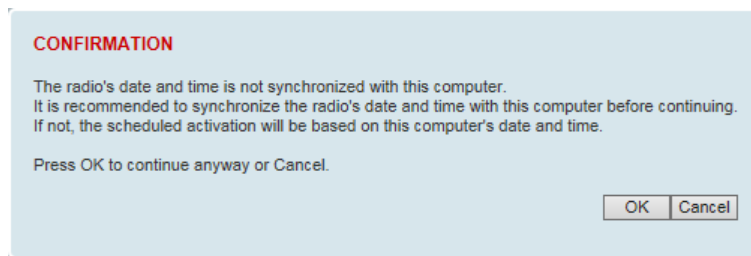 CONFIRMATION
The radio's date and time is not synchronized with this computer.
It is recommended to synchronize the radio's date and time with this computer before continuing.
If not, the scheduled activation will be based on this computer's date and time.
Press OK to continue anyway or Cancel.
OK Cancel